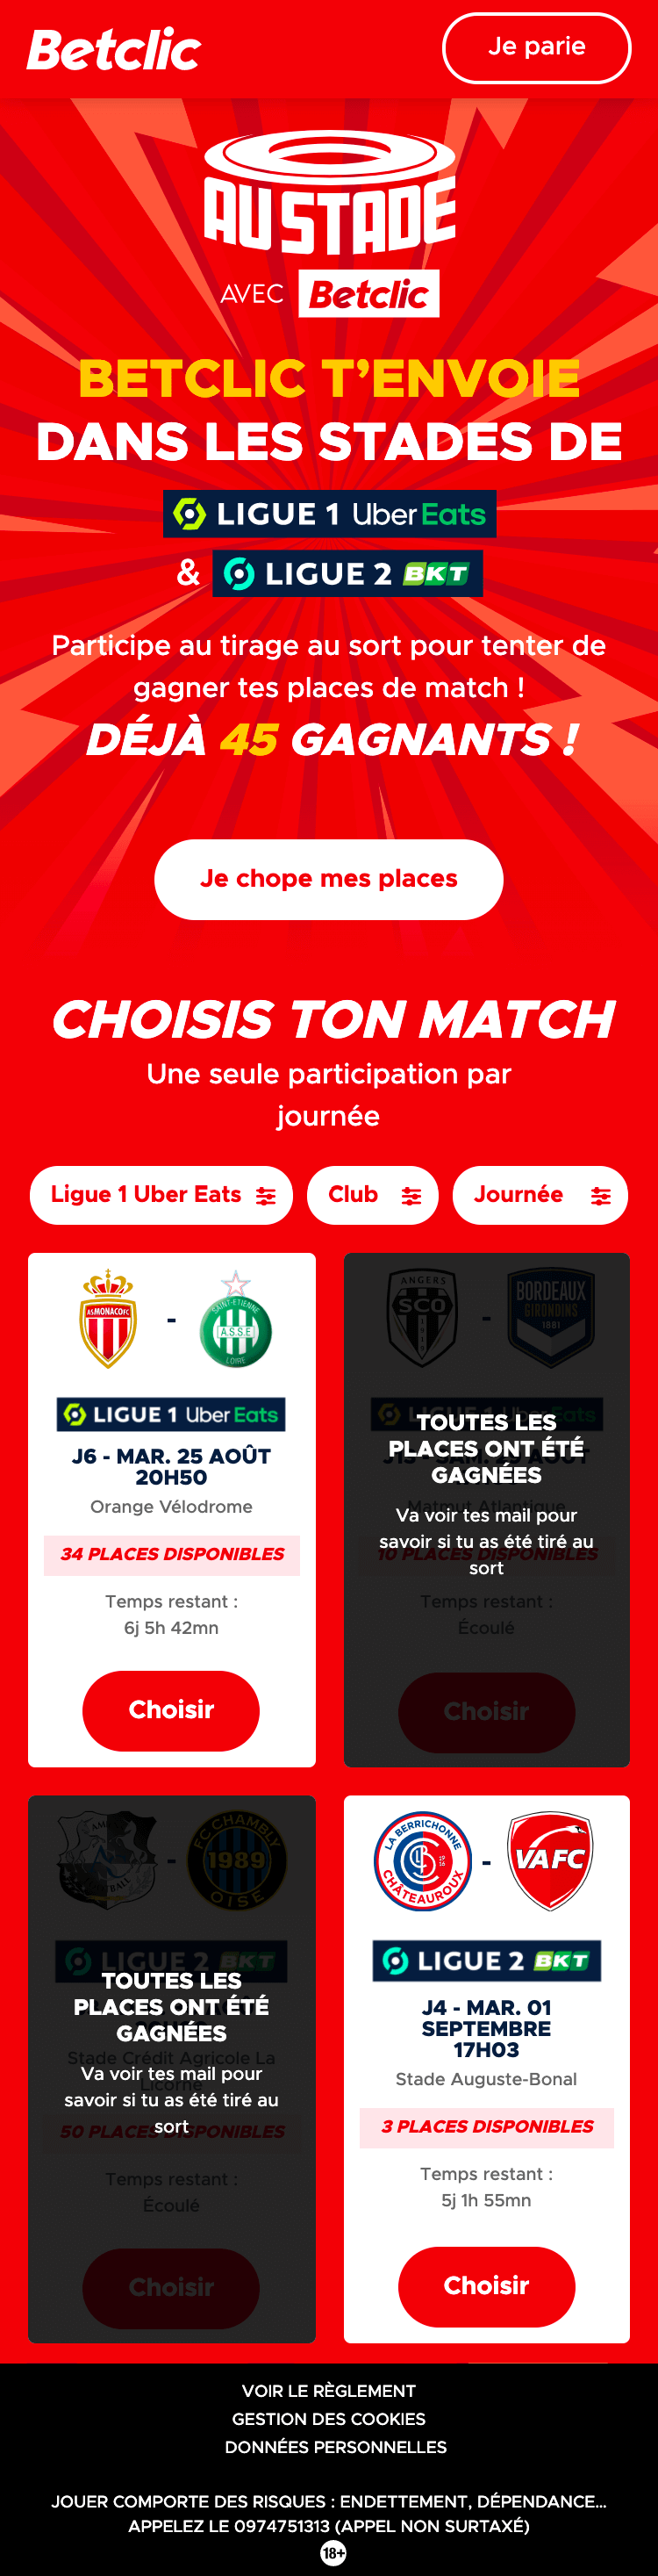 Betclic
Je parie
AU STADE
AVEC Betclic
BETCLIC T'ENVOIE
DANS LES STADES DE
LIGUE 1 Uber Eats
& LIGUE 2 BKT
Participe au tirage au sort pour tenter de
gagner tes places de match !
DÉJÀ 45 GAGNANTS !
Je chope mes places
CHOISIS TON MATCH
Une seule participation par
journée
Ligue 1 Uber Eats
Club
Journée
AS MONACO FC
-
SAINT-ETIENNE
A.S.S.E
LOIRE
LIGUE 1 Uber Eats
J6 - MAR. 25 AOÛT
20H50
Orange Vélodrome
34 PLACES DISPONIBLES
Temps restant :
6j 5h 42mn
Choisir
ANGERS
SCO
-
BORDEAUX
GIRONDINS
1881
TOUTES LES
PLACES ONT ÉTÉ
GAGNÉES
Matmut Atlantique
Va voir tes mail pour
savoir si tu as été tiré au
sort
10 PLACES DISPONIBLES
Temps restant :
Écoulé
Choisir
-
FC CHAMBLY
1989
OISE
LIGUE 2 BKT
TOUTES LES
PLACES ONT ÉTÉ
GAGNÉES
Stade Crédit Agricole La
Licorne
Va voir tes mail pour
savoir si tu as été tiré au
sort
50 PLACES DISPONIBLES
Temps restant :
Écoulé
Choisir
LA BERRICHONNE
CHÂTEAUROUX
-
VAFC
LIGUE 2 BKT
J4 - MAR. 01
SEPTEMBRE
17H03
Stade Auguste-Bonal
3 PLACES DISPONIBLES
Temps restant :
5j 1h 55mn
Choisir
VOIR LE RÈGLEMENT
GESTION DES COOKIES
DONNÉES PERSONNELLES
JOUER COMPORTE DES RISQUES : ENDETTEMENT, DÉPENDANCE...
APPELEZ LE 0974751313 (APPEL NON SURTAXÉ)
18+